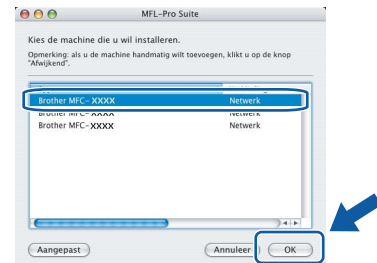 MFL-Pro Suite
Kies de machine die u wil installeren.
Opmerking: als u de machine handmatig wilt toevoegen, klikt u op de knop
"Afwijkend".
Brother MFC- XXXX Netwerk
Brother MFC- XXXX Netwerk
Brother MFC- XXXX Netwerk
Aangepast Annuleer OK